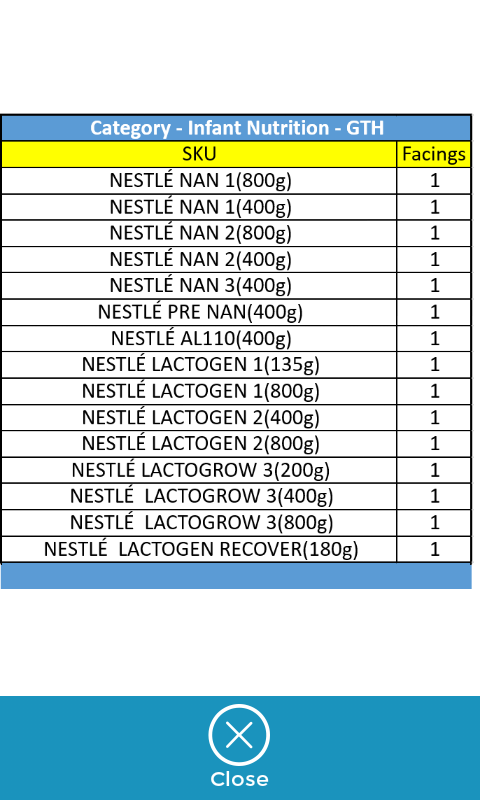 Category - Infant Nutrition - GTH
SKU Facings
NESTLÉ NAN 1(800g) 1
NESTLÉ NAN 1(400g) 1
NESTLÉ NAN 2(800g) 1
NESTLÉ NAN 2(400g) 1
NESTLÉ NAN 3(400g) 1
NESTLÉ PRE NAN(400g) 1
NESTLÉ AL110(400g) 1
NESTLÉ LACTOGEN 1(135g) 1
NESTLÉ LACTOGEN 1(800g) 1
NESTLÉ LACTOGEN 2(400g) 1
NESTLÉ LACTOGEN 2(800g) 1
NESTLÉ LACTOGROW 3(200g) 1
NESTLÉ  LACTOGROW 3(400g) 1
NESTLÉ  LACTOGROW 3(800g) 1
NESTLÉ  LACTOGEN RECOVER(180g) 1
Close